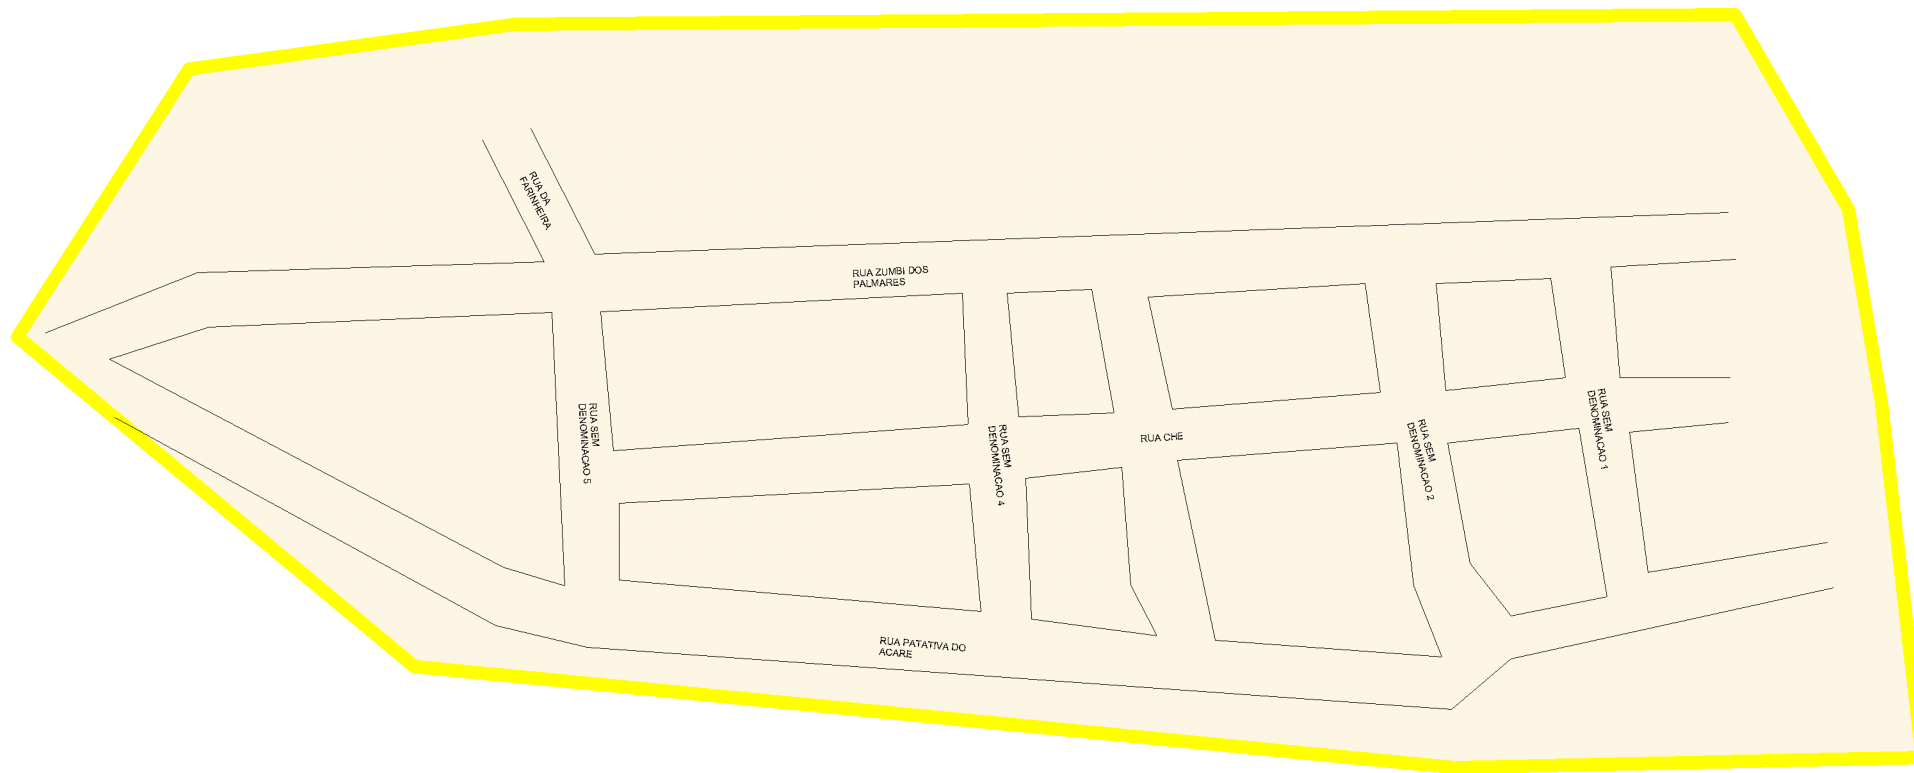 RUA DA
FARINHEIRA
RUA ZUMBI DOS
PALMARES
RUA SEM
DENOMINACAO 5
RUA SEM
DENOMINACAO 4
RUA CHE
RUA SEM
DENOMINACAO 2
RUA SEM
DENOMINACAO 1
RUA PATATIVA DO
ACARE